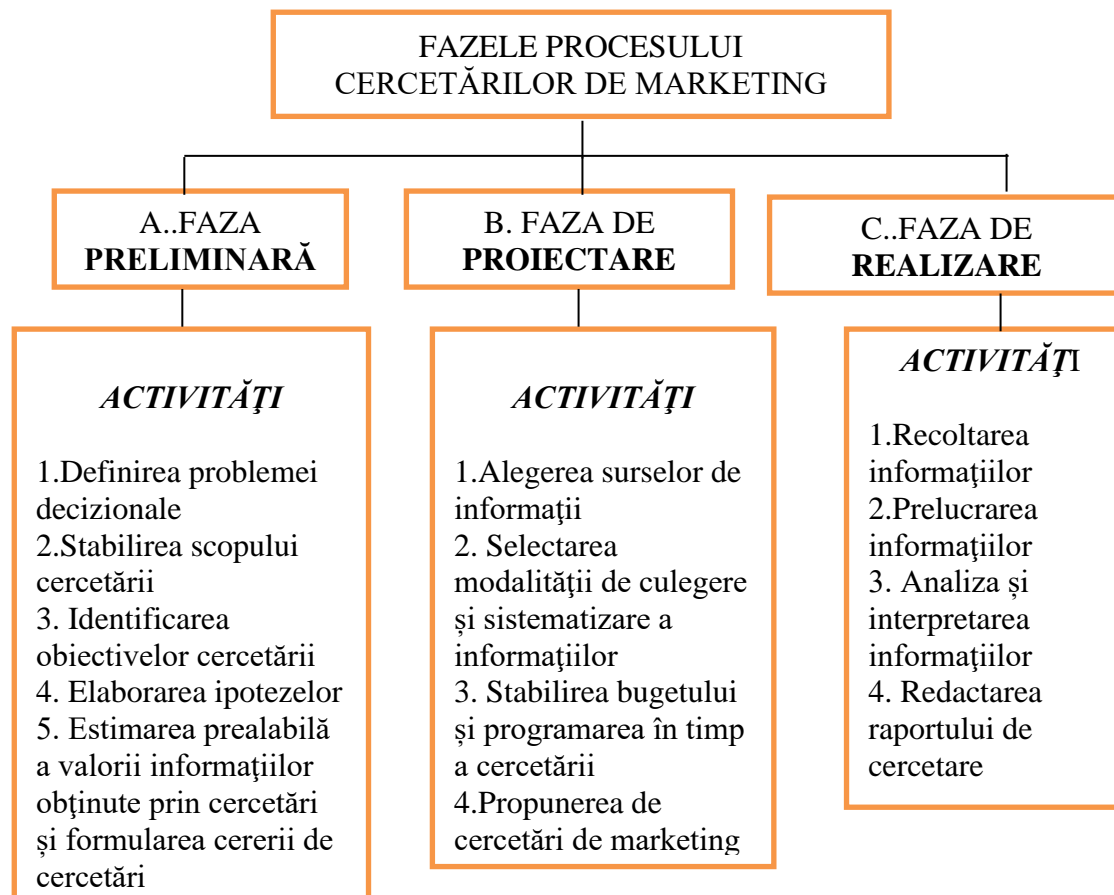 FAZELE PROCESULUI
CERCETĂRILOR DE MARKETING
A..FAZA
PRELIMINARĂ
B. FAZA DE
PROIECTARE
C..FAZA DE
REALIZARE
ACTIVITĂŢI
1.Definirea problemei
decizionale
2.Stabilirea scopului
cercetării
3. Identificarea
obiectivelor cercetării
4. Elaborarea ipotezelor
5. Estimarea prealabilă
a valorii informaţiilor
obţinute prin cercetări
și formularea cererii de
cercetări
ACTIVITĂŢI
1.Alegerea surselor de
informaţii
2. Selectarea
modalităţii de culegere
și sistematizare a
informaţiilor
3. Stabilirea bugetului
și programarea în timp
a cercetării
4.Propunerea de
cercetări de marketing
ACTIVITĂŢI
1.Recoltarea
informaţiilor
2.Prelucrarea
informaţiilor
3. Analiza și
interpretarea
informaţiilor
4. Redactarea
raportului de
cercetare